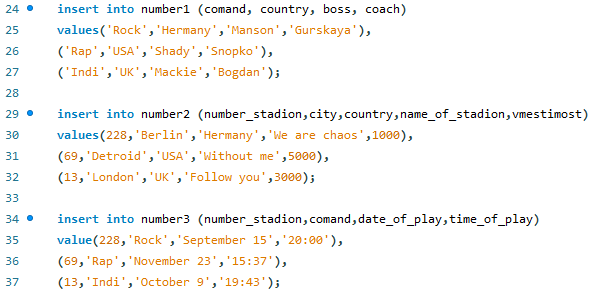 24 insert into number1 (comand, country, boss, coach)
25 values('Rock','Hermany','Manson','Gurskaya'),
26 ('Rap','USA','Shady','Snopko'),
27 ('Indi','UK','Mackie','Bogdan');
28
29 insert into number2 (number_stadion,city,country,name_of_stadion,vmestimost)
30 values(228,'Berlin','Hermany','We are chaos',1000),
31 (69,'Detroid','USA','Without me',5000),
32 (13,'London','UK','Follow you',3000);
33
34 insert into number3 (number_stadion,comand,date_of_play,time_of_play)
35 value(228,'Rock','September 15','20:00'),
36 (69,'Rap','November 23','15:37'),
37 (13,'Indi','October 9','19:43');